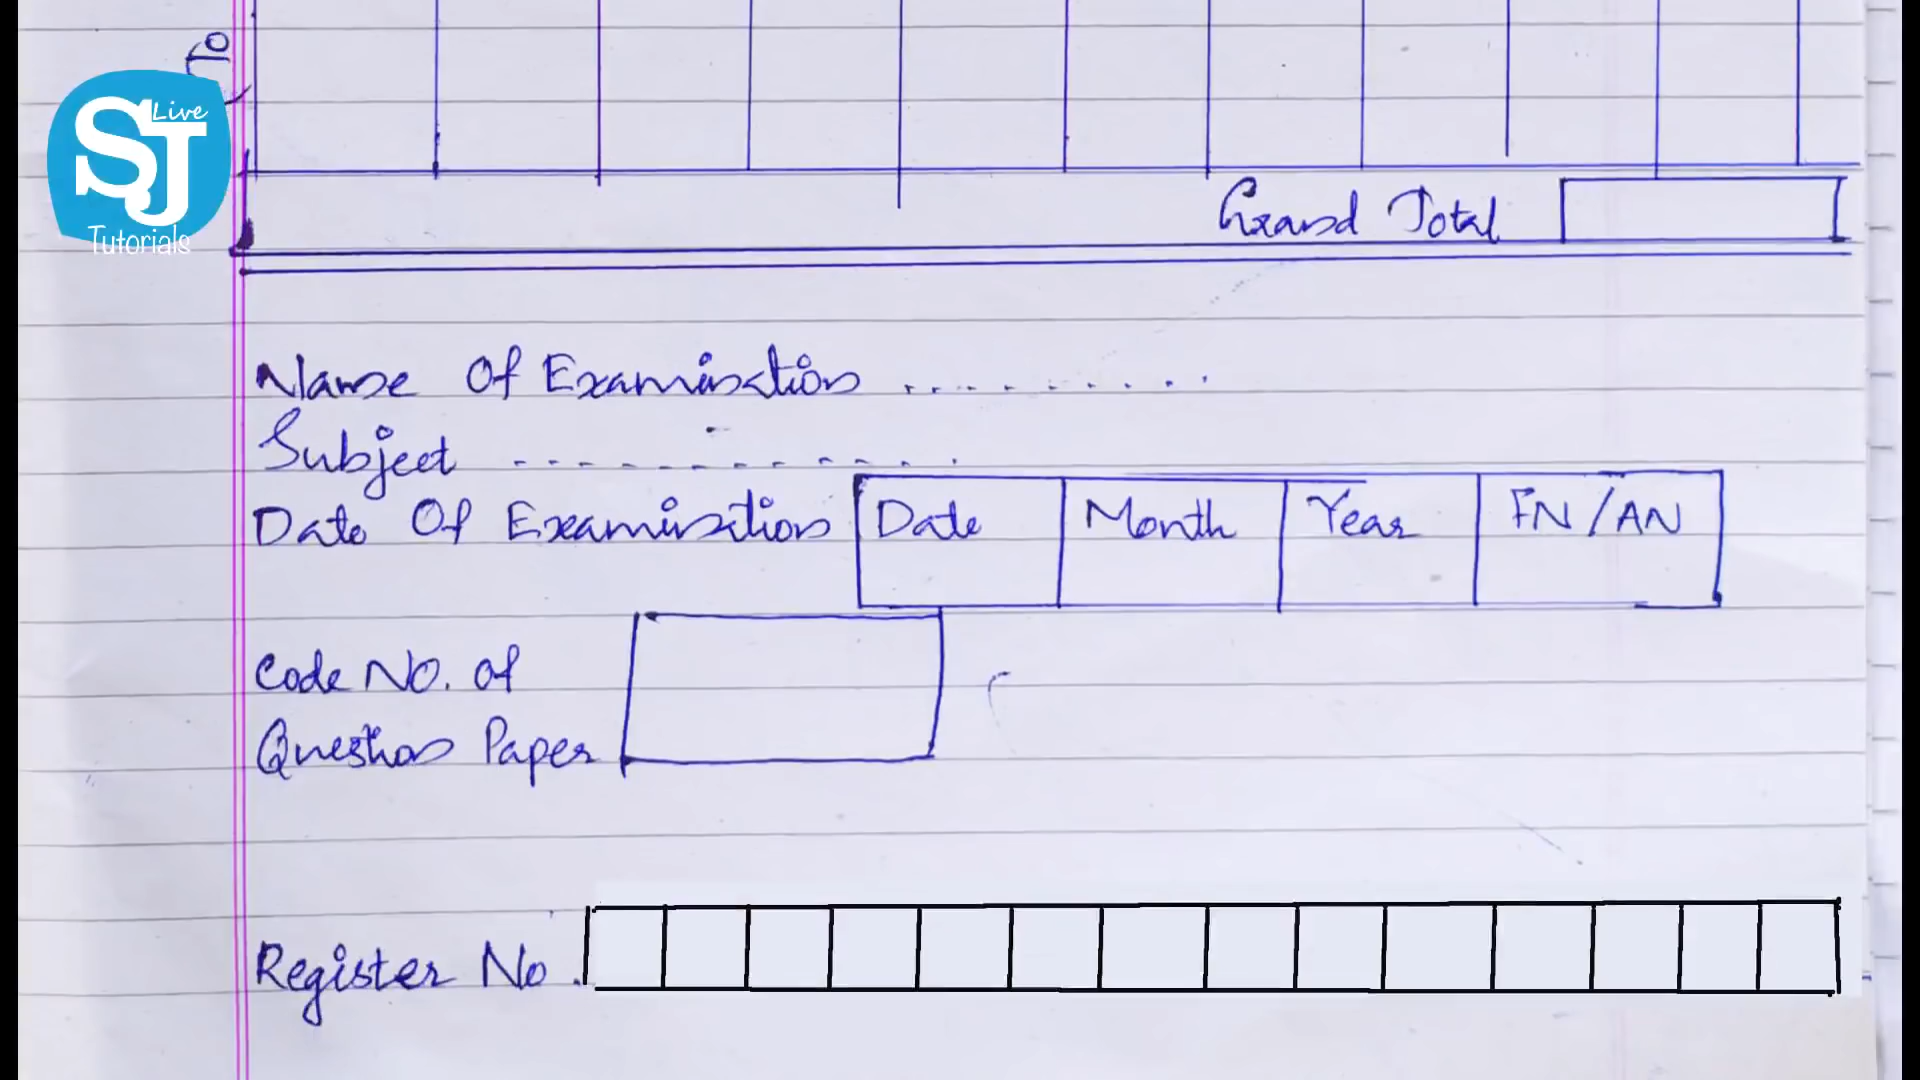 To
SJ Live
Tutorials
Grand Total
Name Of Examination ..........
Subject ............
Date Of Examination Date Month Year FN/AN
Code NO. of
Question Paper
Register No.